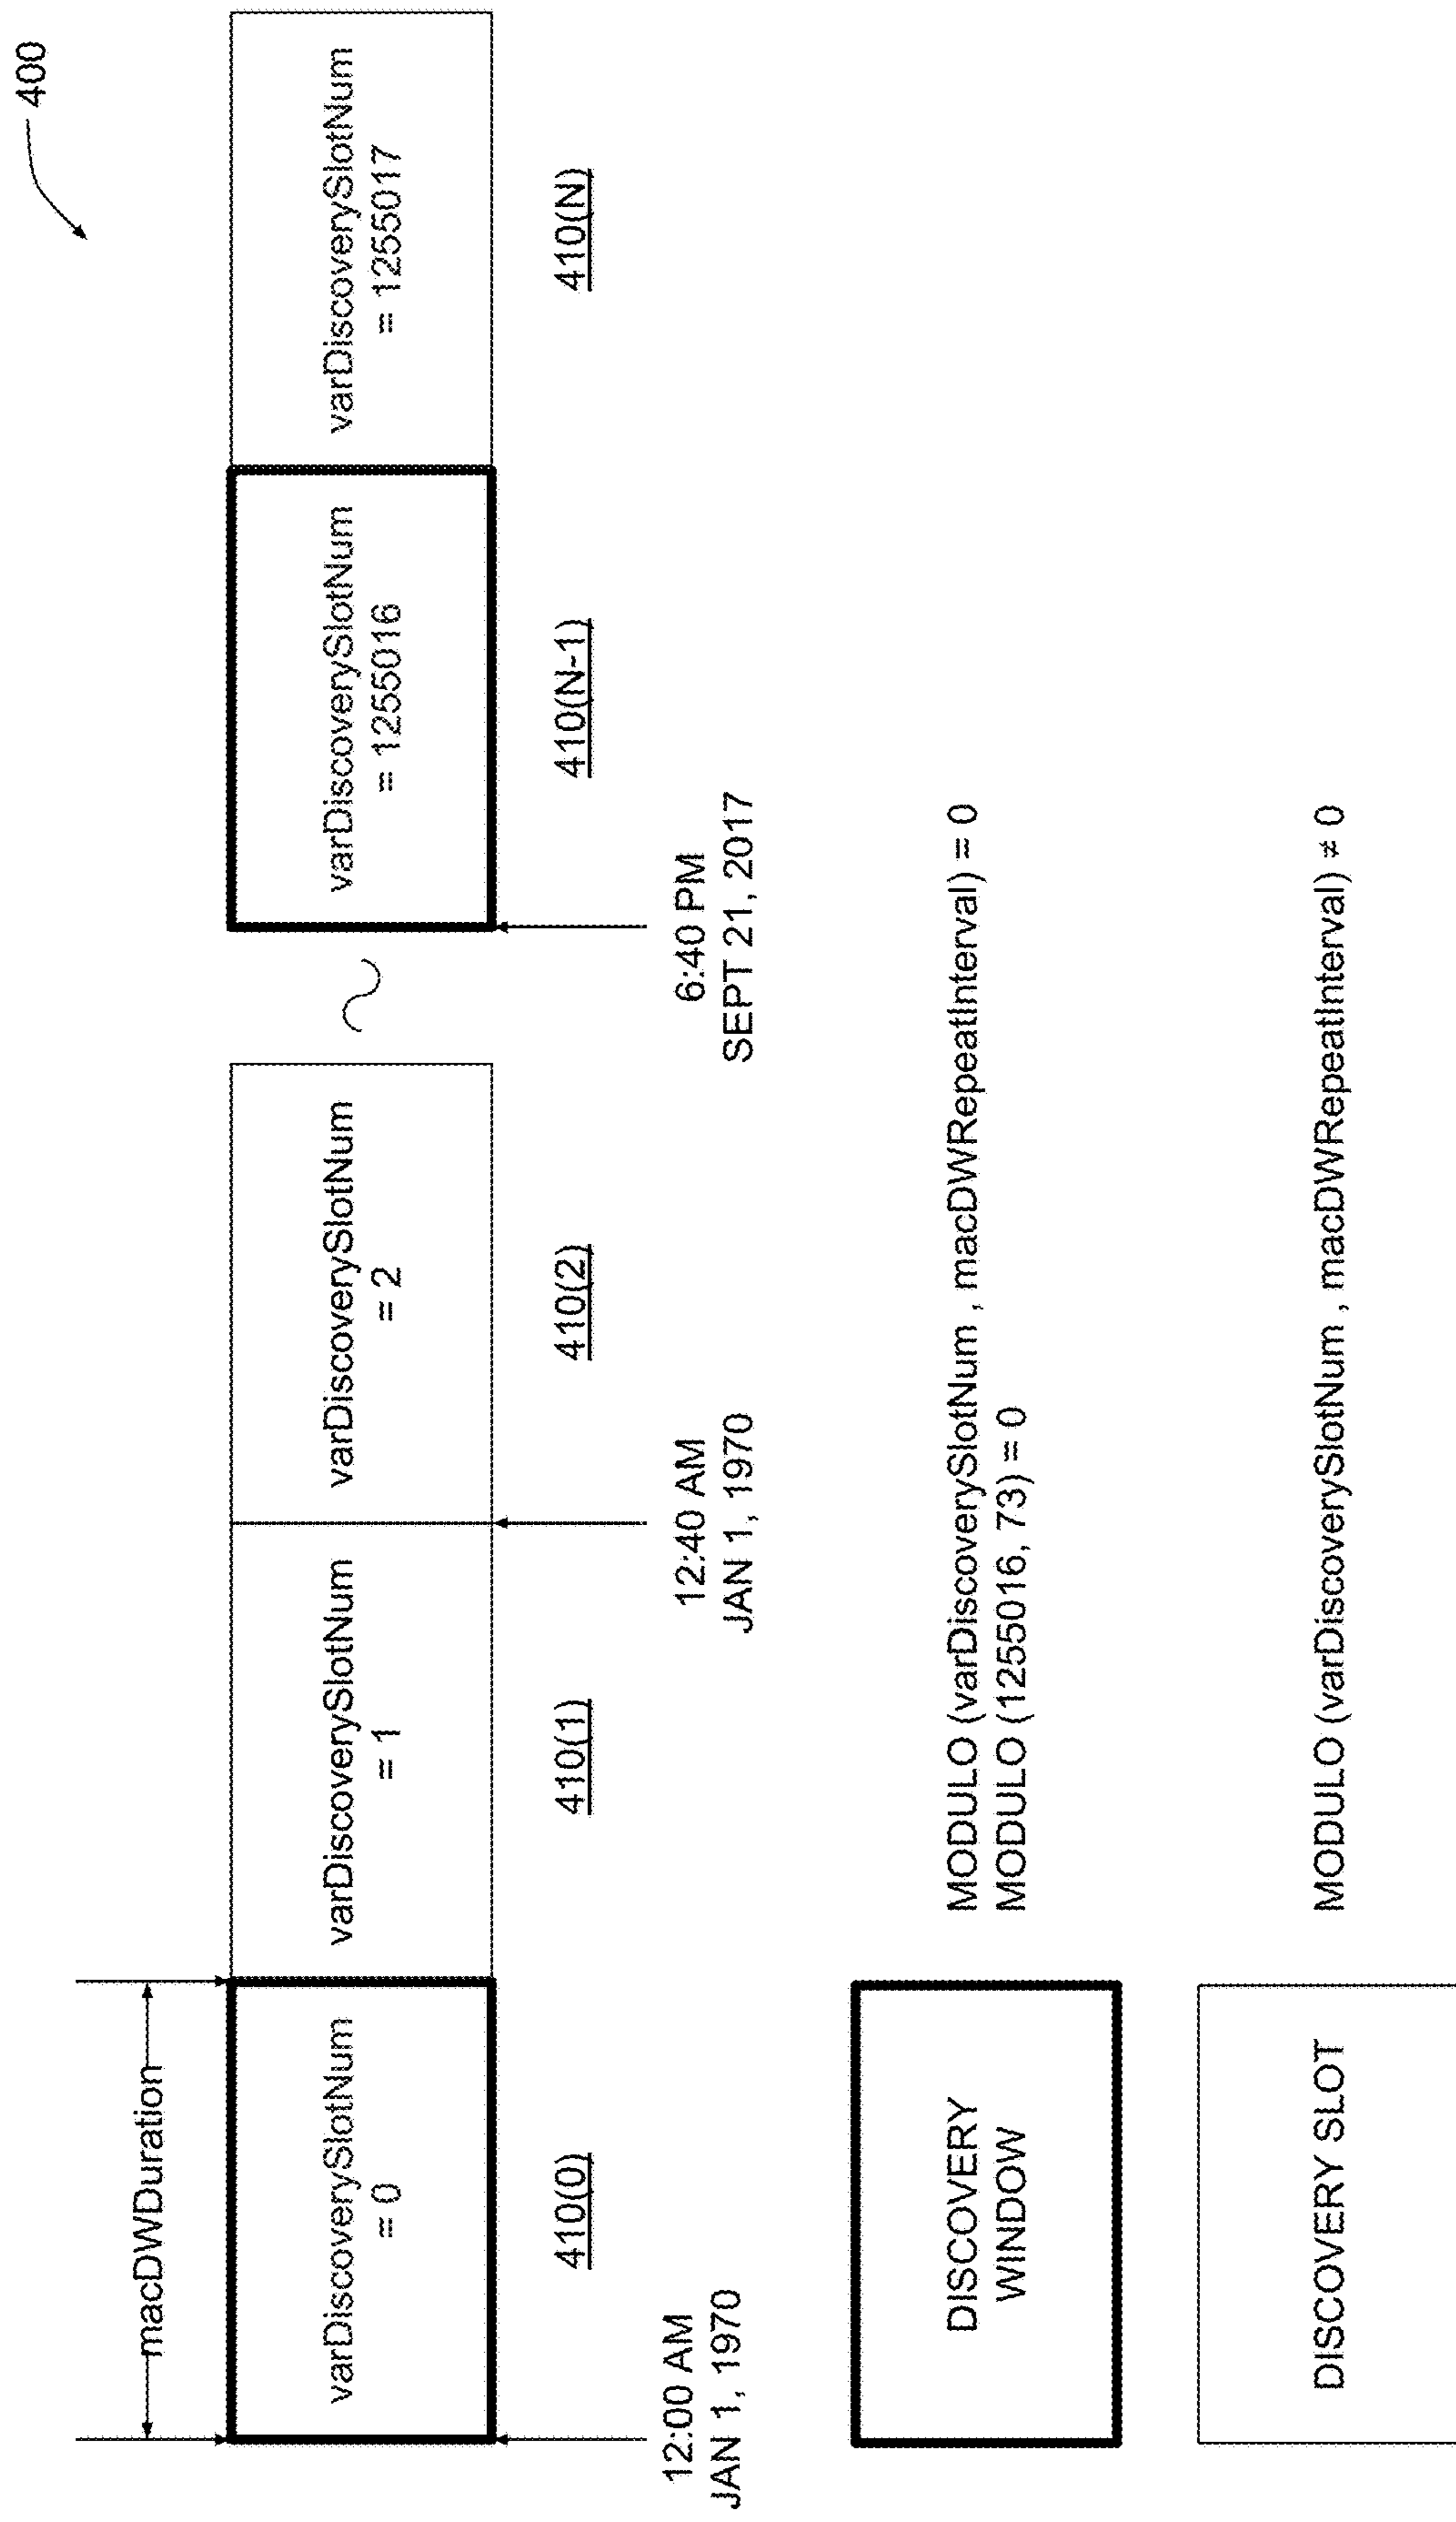 400
macDWDuration
varDiscoverySlotNum
= 0
varDiscoverySlotNum
= 1
varDiscoverySlotNum
= 2
varDiscoverySlotNum
= 1255016
varDiscoverySlotNum
= 1255017
410(0)
410(1)
410(2)
410(N-1)
410(N)
12:00 AM
JAN 1, 1970
12:40 AM
JAN 1, 1970
6:40 PM
SEPT 21, 2017
DISCOVERY
WINDOW
MODULO (varDiscoverySlotNum , macDWRepeatInterval) = 0
MODULO (1255016, 73) = 0
DISCOVERY SLOT
MODULO (varDiscoverySlotNum , macDWRepeatInterval) ≠ 0